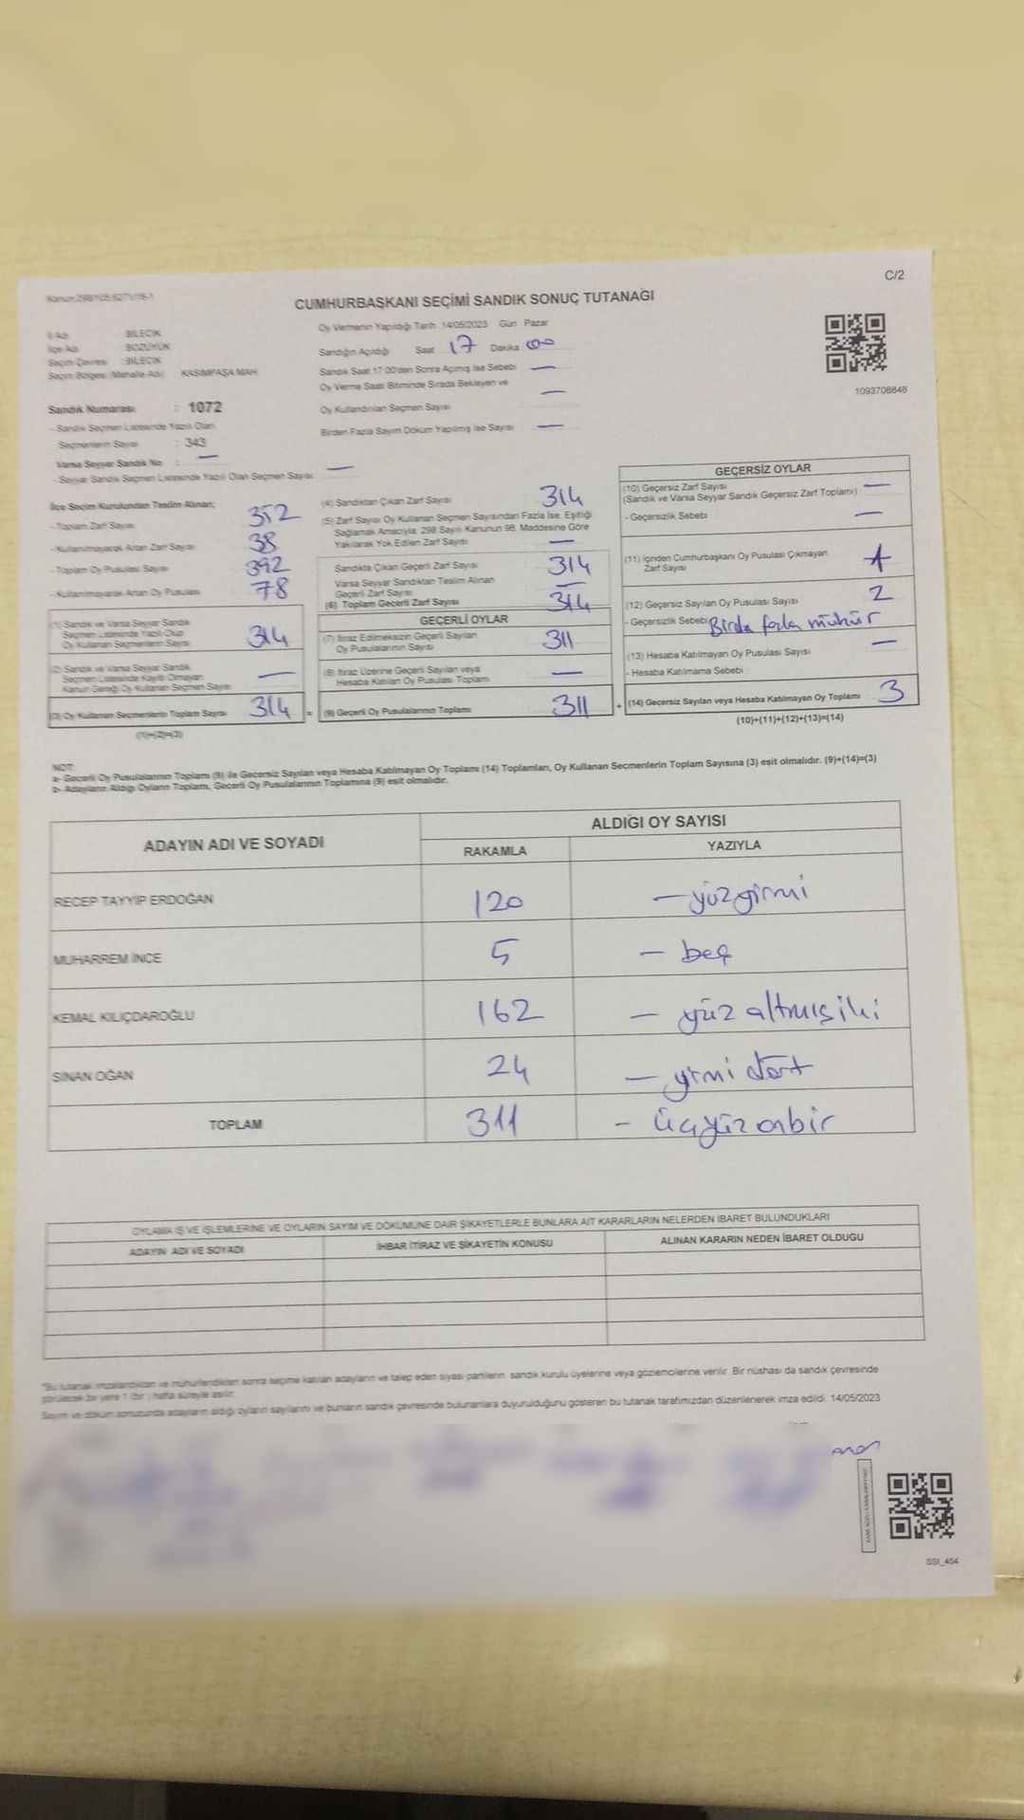 C/2
Kanun:298/105
CUMHURBAŞKANI SEÇİMİ SANDIK SONUÇ TUTANAĞI
İli Adı : BİLECİK
İlçe Adı : BOZÜYÜK
Seçim Çevresi : BİLECİK
Seçim Bölgesi (Mahalle Adı) : KASIMPAŞA MAH
Sandık Numarası : 1072
- Sandık Seçmen Listesinde Yazılı Olan
Seçmenlerin Sayısı : 343
Varsa Seyyar Sandık No : —
- Seyyar Sandık Seçmen Listesinde Yazılı Olan Seçmen Sayısı —
Oy Vermenin Yapıldığı Tarih 14/05/2023 Gün Pazar
Sandığın Açıldığı Saat 17 Dakika 00
Sandık Saat 17.00'den Sonra Açılmış İse Sebebi —
Oy Verme Saati Bitiminde Sırada Bekleyen ve
Oy Kullandırılan Seçmen Sayısı —
Birden Fazla Sayım Döküm Yapılmış İse Sayısı —
1093708848
İlçe Seçim Kurulundan Teslim Alınan;
- Toplam Zarf Sayısı 352
- Kullanılmayarak Artan Zarf Sayısı 38
- Toplam Oy Pusulası Sayısı 392
- Kullanılmayarak Artan Oy Pusulası 78
(1) Sandık ve Varsa Seyyar Sandık
Seçmen Listesinde Yazılı Olup
Oy Kullanan Seçmenlerin Sayısı 314
(2) Sandık ve Varsa Seyyar Sandık
Seçmen Listesinde Kayıtlı Olmayan
Kanun Gereği Oy Kullanan Seçmen Sayısı —
(3) Oy Kullanan Seçmenlerin Toplam Sayısı 314 =
(1)+(2)=(3)
(4) Sandıktan Çıkan Zarf Sayısı 314
(5) Zarf Sayısı Oy Kullanan Seçmen Sayısından Fazla İse, Eşitliği
Sağlamak Amacıyla, 298 Sayılı Kanunun 98. Maddesine Göre
Yakılarak Yok Edilen Zarf Sayısı —
Sandıkta Çıkan Geçerli Zarf Sayısı 314
Varsa Seyyar Sandıktan Teslim Alınan
Geçerli Zarf Sayısı —
(6) Toplam Geçerli Zarf Sayısı 314
GEÇERLİ OYLAR
(7) İtiraz Edilmeksizin Geçerli Sayılan
Oy Pusulalarının Sayısı 311
(8) İtiraz Üzerine Geçerli Sayılan veya
Hesaba Katılan Oy Pusulası Toplamı —
(9) Geçerli Oy Pusulalarının Toplamı 311 +
GEÇERSİZ OYLAR
(10) Geçersiz Zarf Sayısı —
(Sandık ve Varsa Seyyar Sandık Geçersiz Zarf Toplamı)
- Geçersizlik Sebebi —
(11) İçinden Cumhurbaşkanı Oy Pusulası Çıkmayan
Zarf Sayısı 1
(12) Geçersiz Sayılan Oy Pusulası Sayısı 2
- Geçersizlik Sebebi Birden fazla mühür
(13) Hesaba Katılmayan Oy Pusulası Sayısı —
- Hesaba Katılmama Sebebi
(14) Geçersiz Sayılan veya Hesaba Katılmayan Oy Toplamı 3
(10)+(11)+(12)+(13)=(14)
NOT:
a- Geçerli Oy Pusulalarının Toplamı (9) ile Geçersiz Sayılan veya Hesaba Katılmayan Oy Toplamı (14) Toplamları, Oy Kullanan Seçmenlerin Toplam Sayısına (3) eşit olmalıdır. (9)+(14)=(3)
b- Adayların Aldığı Oyların Toplamı, Geçerli Oy Pusulalarının Toplamına (9) eşit olmalıdır.
ADAYIN ADI VE SOYADI
ALDIĞI OY SAYISI
RAKAMLA YAZIYLA
RECEP TAYYİP ERDOĞAN 120 — yüzyirmi
MUHARREM İNCE 5 — beş
KEMAL KILIÇDAROĞLU 162 — yüz altmışiki
SİNAN OĞAN 24 — yirmi dört
TOPLAM 311 - üçyüzonbir
OYLAMA İŞ VE İŞLEMLERİNE VE OYLARIN SAYIM VE DÖKÜMÜNE DAİR ŞİKAYETLERLE BUNLARA AİT KARARLARIN NELERDEN İBARET BULUNDUKLARI
ADAYIN ADI VE SOYADI İHBAR İTİRAZ VE ŞİKAYETİN KONUSU ALINAN KARARIN NEDEN İBARET OLDUĞU
*Bu tutanak imzalandıktan ve mühürlendikten sonra seçime katılan adayların ve talep eden siyasi partilerin, sandık kurulu üyelerine veya gözlemcilerine verilir. Bir nüshası da sandık çevresinde
görülecek bir yere 1 (bir) hafta süreyle asılır.
Sayım ve döküm sonucunda adayların aldığı oyların sayılarını ve bunların sandık çevresinde bulunanlara duyurulduğunu gösteren bu tutanak tarafımızdan düzenlenerek imza edildi. 14/05/2023
SSI_464